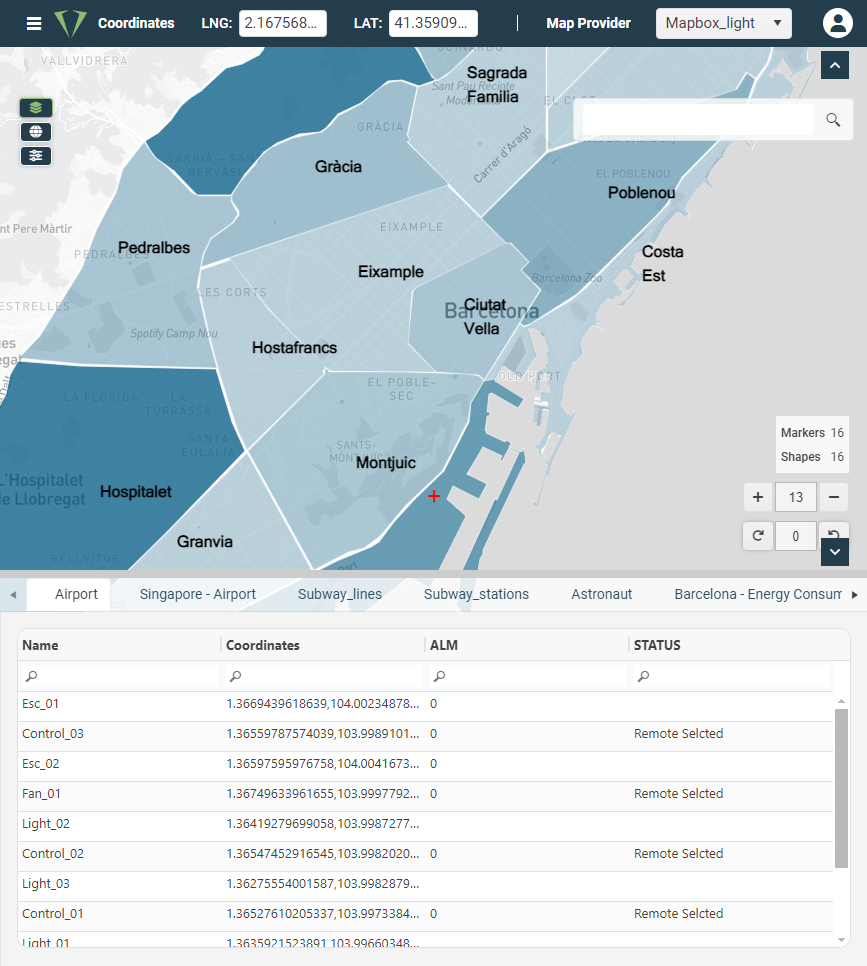 Coordinates
LNG:
2.167568...
LAT:
41.35909...
Map Provider
Mapbox_light
VALLVIDRERA
Sagrada
Familia
Sant Pau Recinte
Modernista
EL CLOT
GRÀCIA
Carrer d'Aragó
SARRIÀ - SANT
GERVASI
Gràcia
EL POBLENOU
Poblenou
nt Pere Màrtir
EIXAMPLE
Pedralbes
PEDRALBES
Costa
Est
Eixample
Barcelona Zoo
LES CORTS
ESTRELLES
Ciutat
Vella
Barcelona
Spotify Camp Nou
Hostafrancs
OLD PORT
EL POBLE-
SEC
LA FLORIDA
LA
TORRASSA
Markers 16
Shapes 16
SANTA
EULALIA
SANTS-
MONTJUÏC
Montjuic
L'Hospitalet
de Llobregat
Hospitalet
13
Granvia
0
BELLVITGE
Port
Airport
Singapore - Airport
Subway_lines
Subway_stations
Astronaut
Barcelona - Energy Consum
Name
Coordinates
ALM
STATUS
Esc_01 1.3669439618639,104.00234878... 0
Control_03 1.36559787574039,103.9989101... 0 Remote Selcted
Esc_02 1.36597595976758,104.0041673... 0
Fan_01 1.36749633961655,103.9997792... 0 Remote Selcted
Light_02 1.36419279699058,103.9987277...
Control_02 1.36547452916545,103.9982020... 0 Remote Selcted
Light_03 1.36275554001587,103.9982879...
Control_01 1.36527610205337,103.9973384... 0 Remote Selcted
Light_01 1.3635921523891,103.99660348...